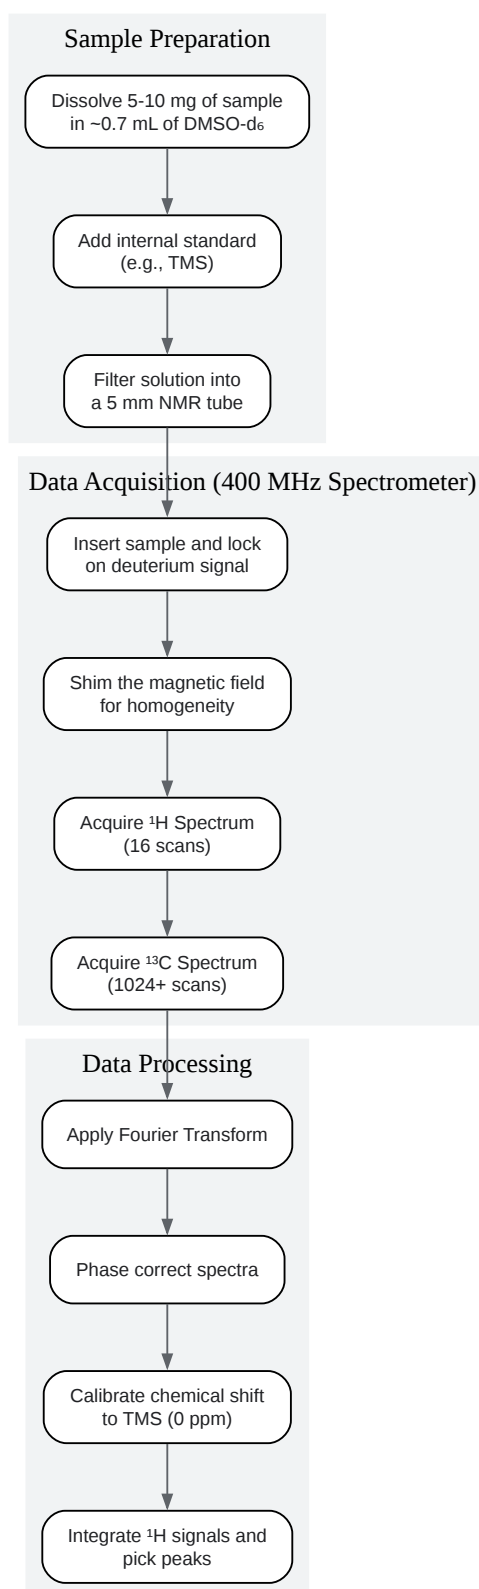 Sample Preparation
Dissolve 5-10 mg of sample
in ~0.7 mL of DMSO-d₆
Add internal standard
(e.g., TMS)
Filter solution into
a 5 mm NMR tube
Data Acquisition (400 MHz Spectrometer)
Insert sample and lock
on deuterium signal
Shim the magnetic field
for homogeneity
Acquire ¹H Spectrum
(16 scans)
Acquire ¹³C Spectrum
(1024+ scans)
Data Processing
Apply Fourier Transform
Phase correct spectra
Calibrate chemical shift
to TMS (0 ppm)
Integrate ¹H signals and
pick peaks